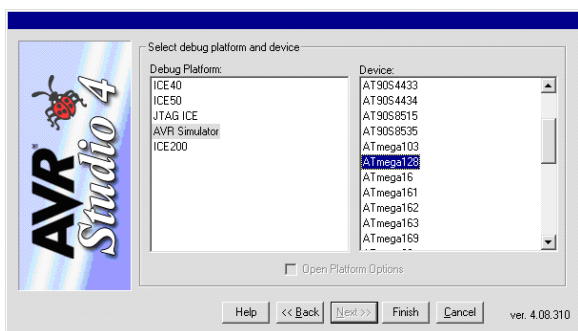 AVR
Studio 4
Select debug platform and device
Debug Platform:
ICE40
ICE50
JTAG ICE
AVR Simulator
ICE200
Device:
AT90S4433
AT90S4434
AT90S8515
AT90S8535
ATmega103
ATmega128
ATmega16
ATmega161
ATmega162
ATmega163
ATmega169
Open Platform Options
Help
<< Back
Next >>
Finish
Cancel
ver. 4.08.310